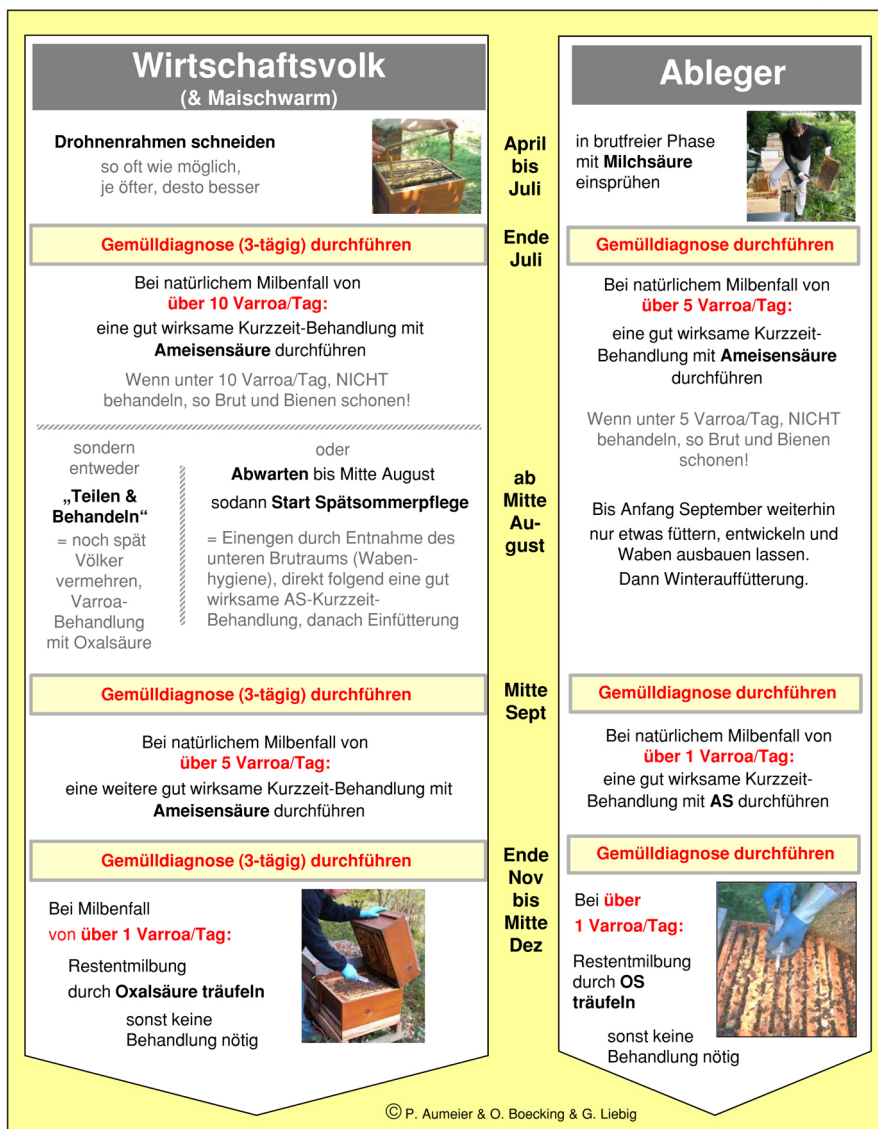 Wirtschaftsvolk
(& Maischwarm)
Drohnenrahmen schneiden
so oft wie möglich,
je öfter, desto besser
Gemülldiagnose (3-tägig) durchführen
Bei natürlichem Milbenfall von
über 10 Varroa/Tag:
eine gut wirksame Kurzzeit-Behandlung mit
Ameisensäure durchführen
Wenn unter 10 Varroa/Tag, NICHT
behandeln, so Brut und Bienen schonen!
sondern
entweder
„Teilen &
Behandeln“
= noch spät
Völker
vermehren,
Varroa-
Behandlung
mit Oxalsäure
oder
Abwarten bis Mitte August
sodann Start Spätsommerpflege
= Einengen durch Entnahme des
unteren Brutraums (Waben-
hygiene), direkt folgend eine gut
wirksame AS-Kurzzeit-
Behandlung, danach Einfütterung
Gemülldiagnose (3-tägig) durchführen
Bei natürlichem Milbenfall von
über 5 Varroa/Tag:
eine weitere gut wirksame Kurzzeit-Behandlung mit
Ameisensäure durchführen
Gemülldiagnose (3-tägig) durchführen
Bei Milbenfall
von über 1 Varroa/Tag:
Restentmilbung
durch Oxalsäure träufeln
sonst keine
Behandlung nötig
April
bis
Juli
Ende
Juli
ab
Mitte
Au-
gust
Mitte
Sept
Ende
Nov
bis
Mitte
Dez
Ableger
in brutfreier Phase
mit Milchsäure
einsprühen
Gemülldiagnose durchführen
Bei natürlichem Milbenfall von
über 5 Varroa/Tag:
eine gut wirksame Kurzzeit-
Behandlung mit Ameisensäure
durchführen
Wenn unter 5 Varroa/Tag, NICHT
behandeln, so Brut und Bienen
schonen!
Bis Anfang September weiterhin
nur etwas füttern, entwickeln und
Waben ausbauen lassen.
Dann Winterauffütterung.
Gemülldiagnose durchführen
Bei natürlichem Milbenfall von
über 1 Varroa/Tag:
eine gut wirksame Kurzzeit-
Behandlung mit AS durchführen
Gemülldiagnose durchführen
Bei über
1 Varroa/Tag:
Restentmilbung
durch OS
träufeln
sonst keine
Behandlung nötig
© P. Aumeier & O. Boecking & G. Liebig